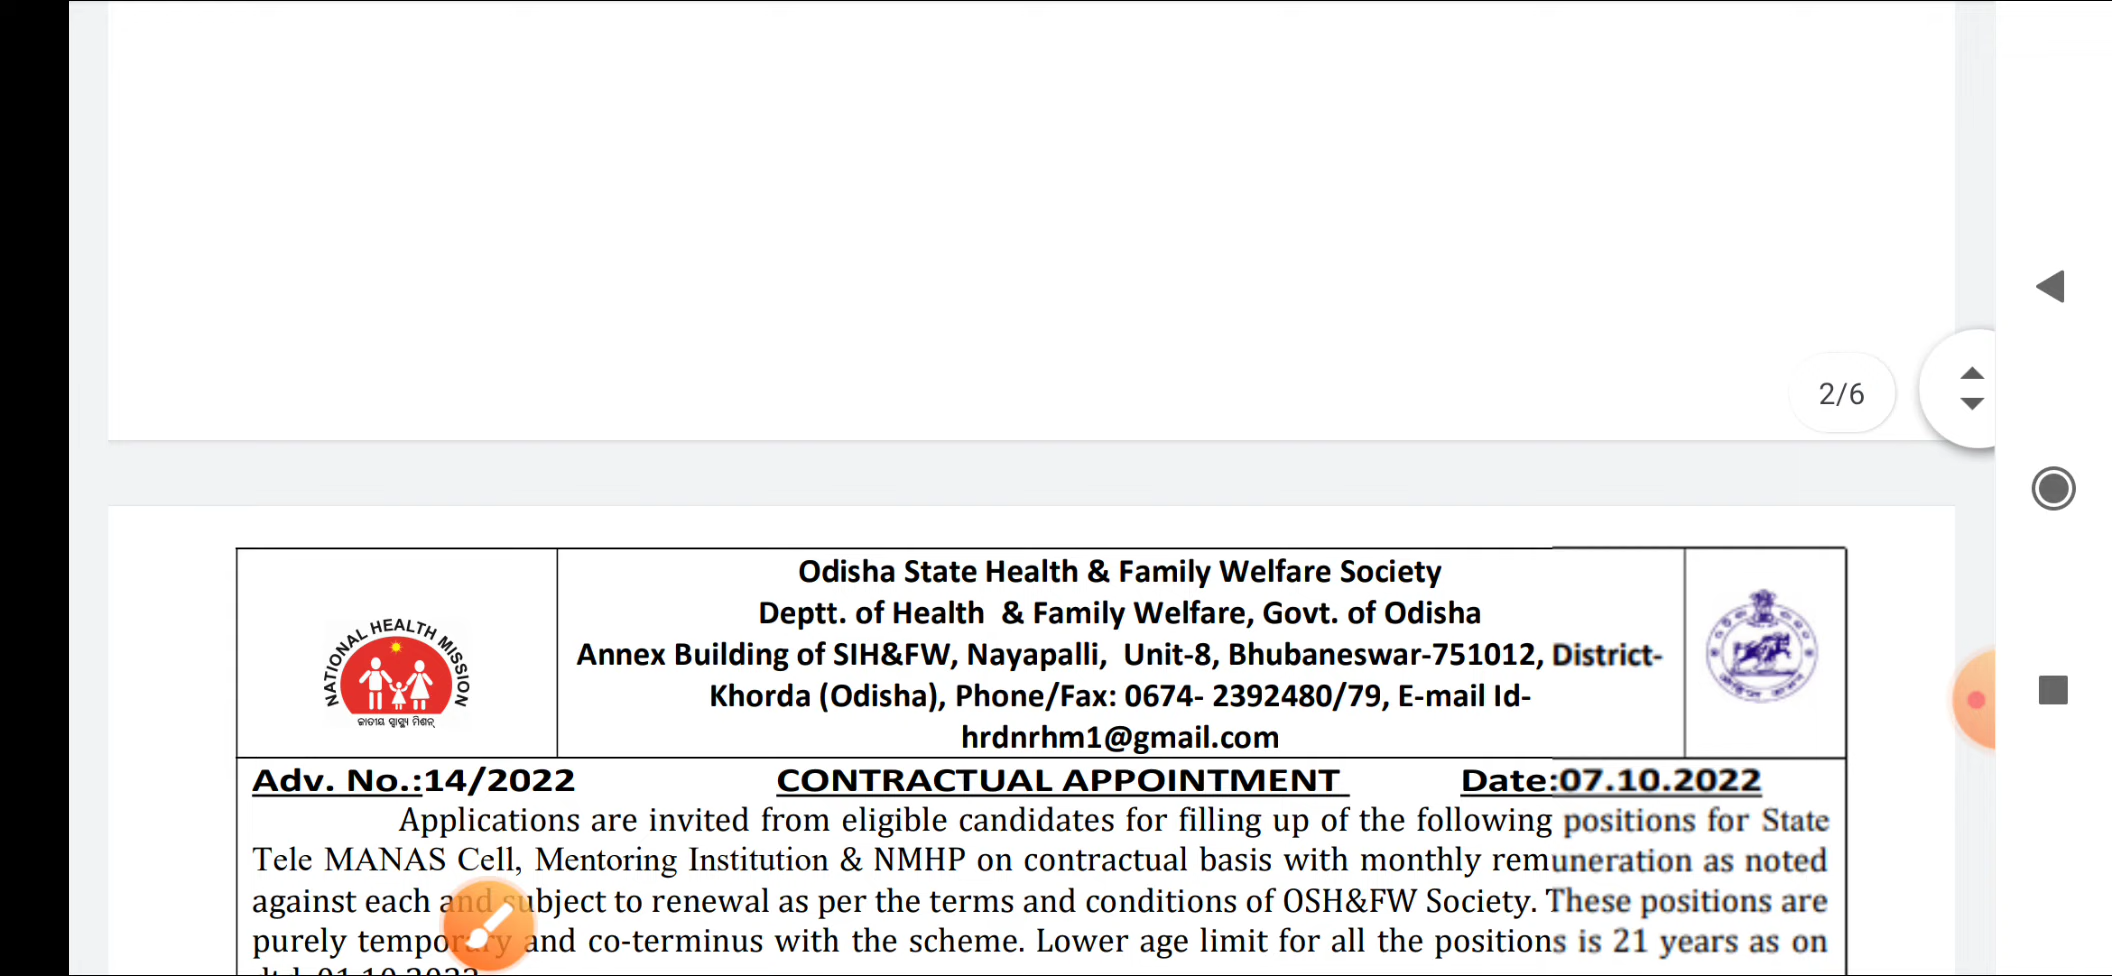 2/6
NATIONAL HEALTH MISSION
ଜାତୀୟ ସ୍ୱାସ୍ଥ୍ୟ ମିଶନ୍
Odisha State Health & Family Welfare Society
Deptt. of Health & Family Welfare, Govt. of Odisha
Annex Building of SIH&FW, Nayapalli, Unit-8, Bhubaneswar-751012, District-
Khorda (Odisha), Phone/Fax: 0674- 2392480/79, E-mail Id-
hrdnrhm1@gmail.com
Adv. No.:14/2022 CONTRACTUAL APPOINTMENT Date:07.10.2022
Applications are invited from eligible candidates for filling up of the following positions for State
Tele MANAS Cell, Mentoring Institution & NMHP on contractual basis with monthly remuneration as noted
against each and subject to renewal as per the terms and conditions of OSH&FW Society. These positions are
purely temporary and co-terminus with the scheme. Lower age limit for all the positions is 21 years as on